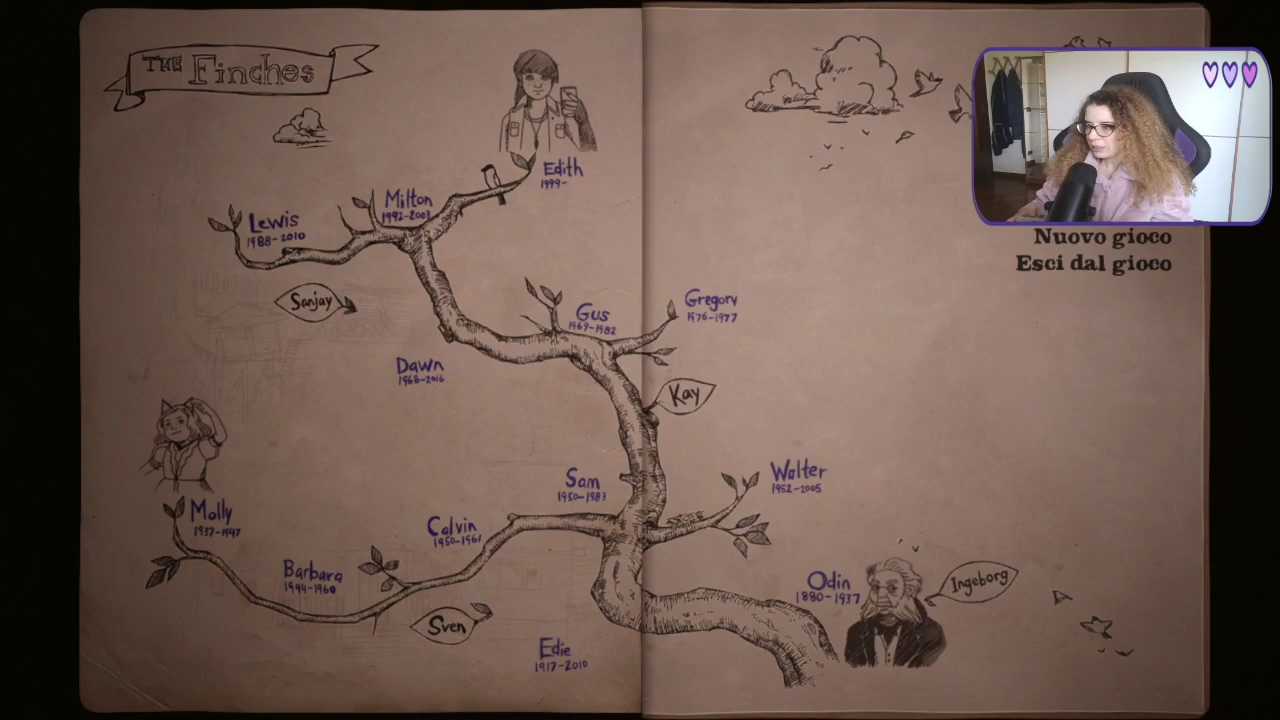 THE Finches
Edith
1999-
Milton
1992-2003
Lewis
1988-2010
Nuovo gioco
Esci dal gioco
Sanjay
Gregory
1976-1977
Gus
1969-1982
Dawn
1968-2016
Kay
Walter
1952-2005
Sam
1950-1983
Molly
1937-1947
Calvin
1950-1961
Barbara
1944-1960
Odin
1880-1937
Ingeborg
Sven
Edie
1917-2010